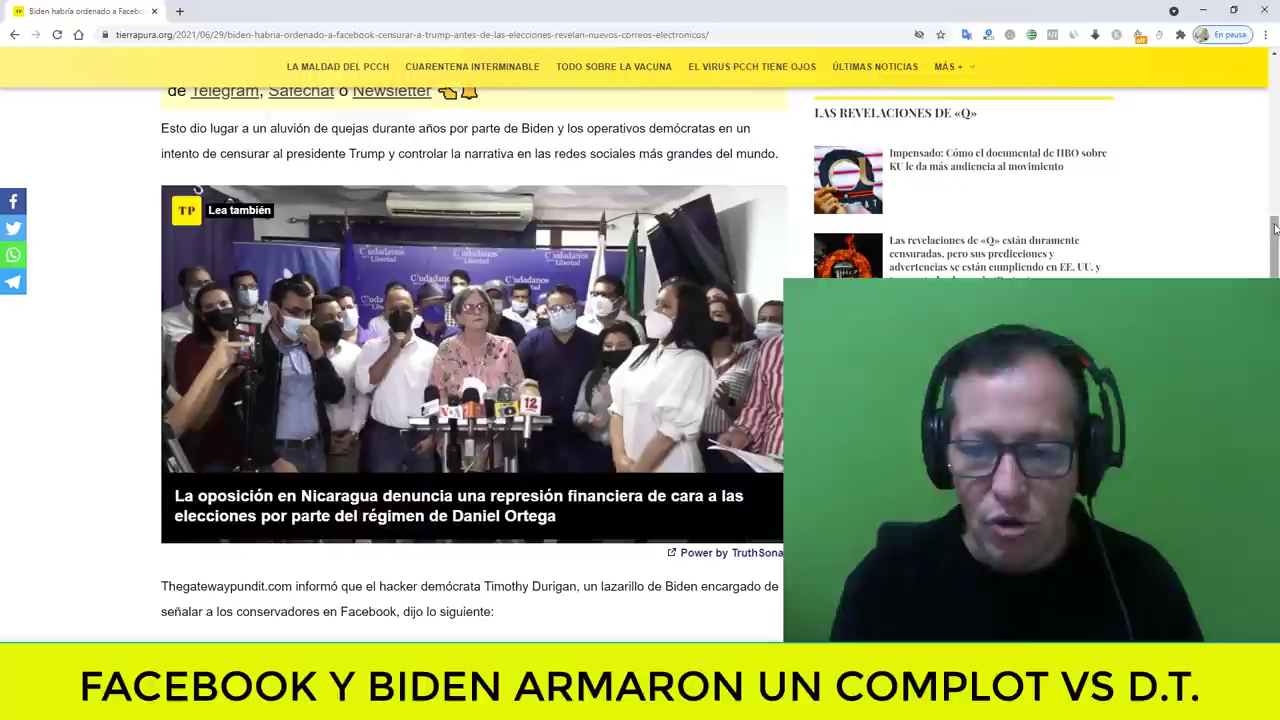 Biden habría ordenado a Faceboo
tierrapura.org/2021/06/29/biden-habria-ordenado-a-facebook-censurar-a-trump-antes-de-las-elecciones-revelan-nuevos-correos-electronicos/
En pausa
LA MALDAD DEL PCCH CUARENTENA INTERMINABLE TODO SOBRE LA VACUNA EL VIRUS PCCH TIENE OJOS ÚLTIMAS NOTICIAS MÁS +
de Telegram, Safechat o Newsletter
Esto dio lugar a un aluvión de quejas durante años por parte de Biden y los operativos demócratas en un
intento de censurar al presidente Trump y controlar la narrativa en las redes sociales más grandes del mundo.
TP Lea también
Ciudadanos
Libertad
Ciudadanos
12
La oposición en Nicaragua denuncia una represión financiera de cara a las
elecciones por parte del régimen de Daniel Ortega
Power by TruthSona
Thegatewaypundit.com informó que el hacker demócrata Timothy Durigan, un lazarillo de Biden encargado de
señalar a los conservadores en Facebook, dijo lo siguiente:
LAS REVELACIONES DE «Q»
Impensado: Cómo el documental de HBO sobre
KU le da más audiencia al movimiento
Las revelaciones de «Q» están duramente
censuradas, pero sus predicciones y
advertencias se están cumpliendo en EE. UU. y
FACEBOOK Y BIDEN ARMARON UN COMPLOT VS D.T.